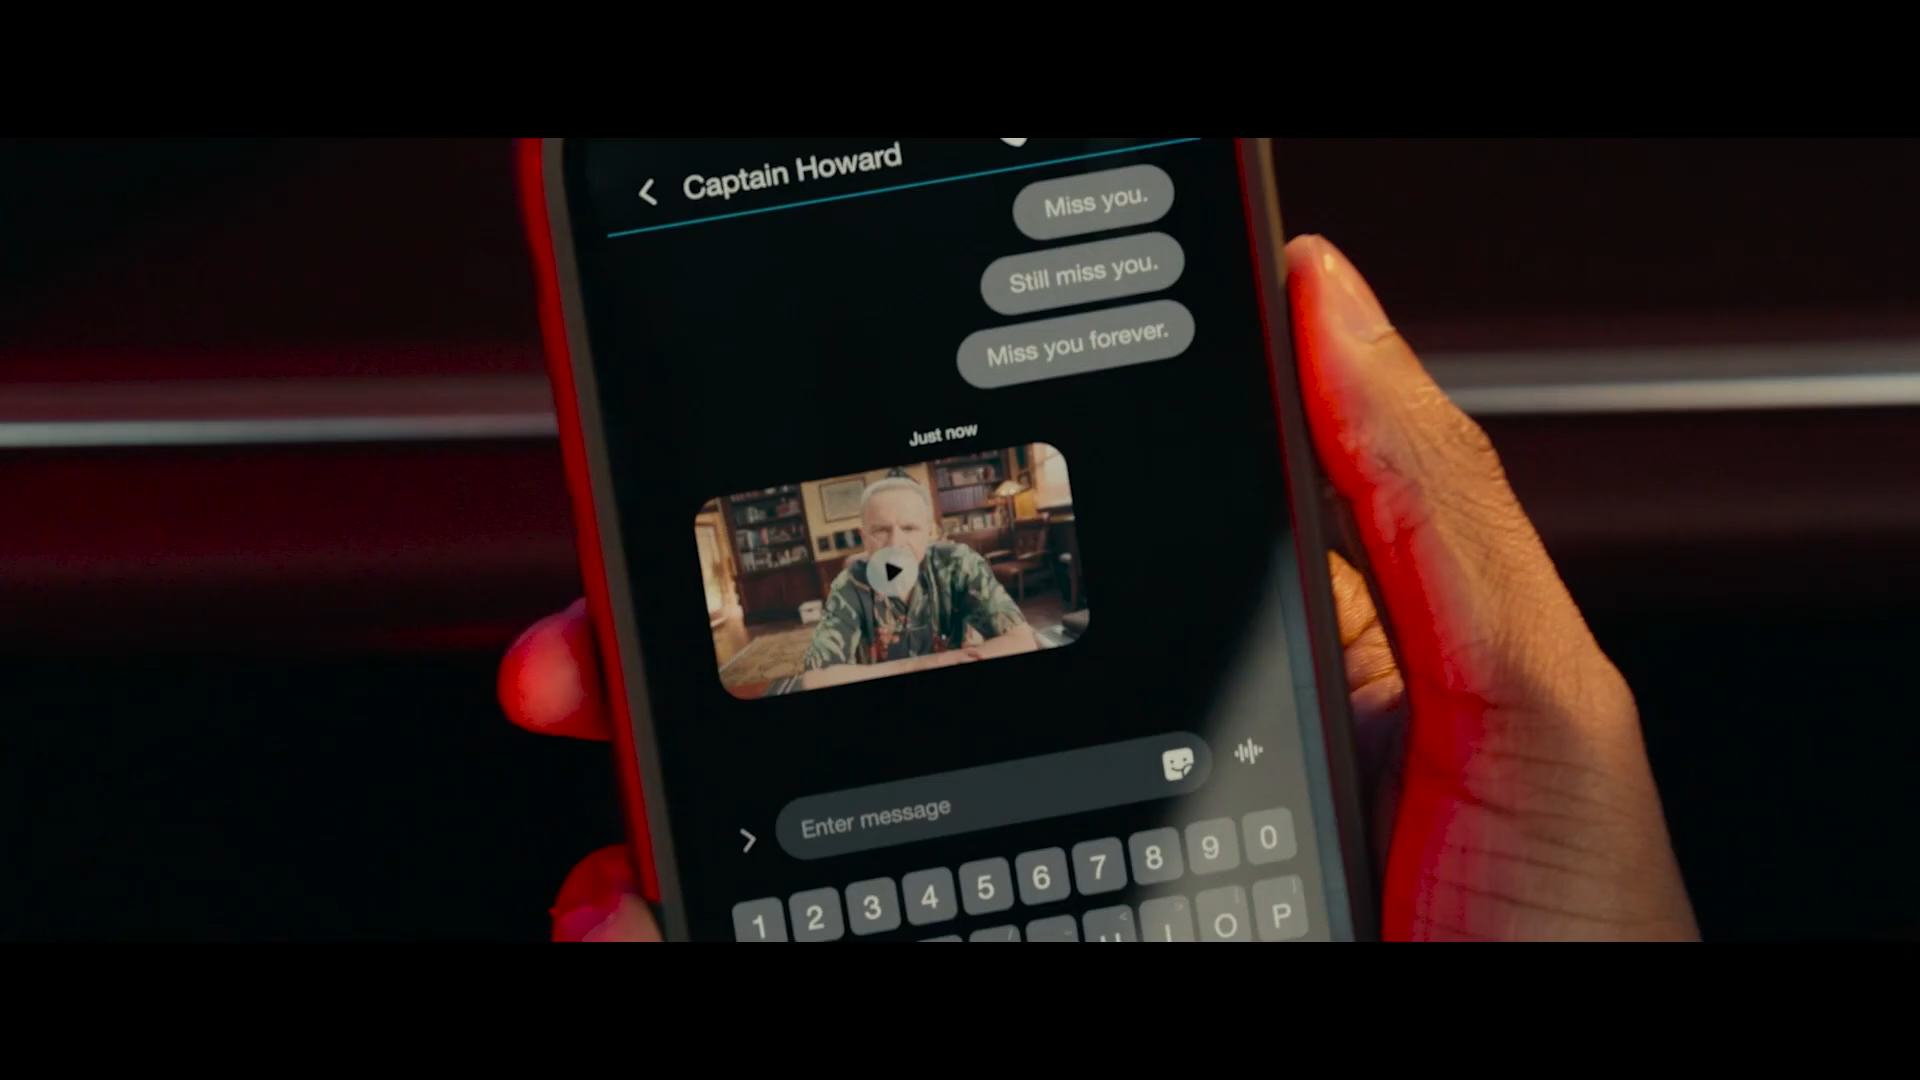 Captain Howard
Miss you.
Still miss you.
Miss you forever.
Just now
Enter message
1 2 3 4 5 6 7 8 9 0
U I O P